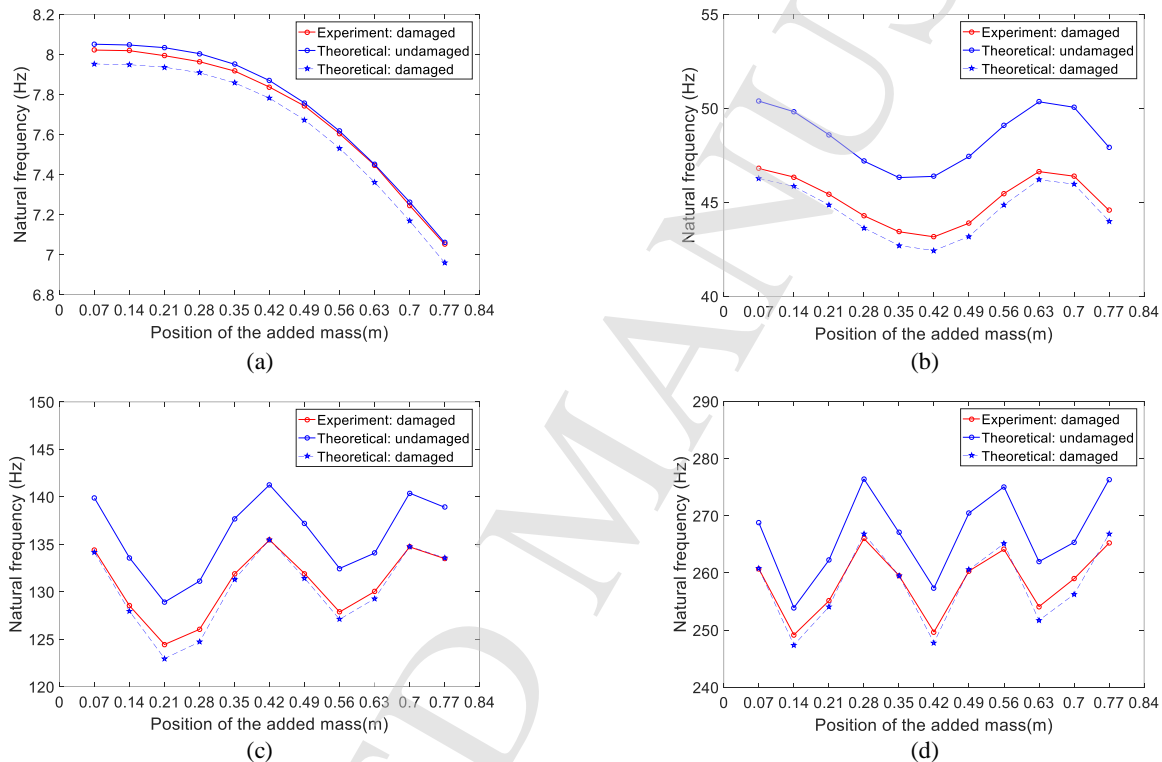 8.2
8
7.8
7.6
7.4
7.2
7
6.8
Natural frequency (Hz)
Experiment: damaged
Theoretical: undamaged
Theoretical: damaged
0 0.07 0.14 0.21 0.28 0.35 0.42 0.49 0.56 0.63 0.7 0.77 0.84
Position of the added mass(m)
(a)
55
50
45
40
Natural frequency (Hz)
Experiment: damaged
Theoretical: undamaged
Theoretical: damaged
0 0.07 0.14 0.21 0.28 0.35 0.42 0.49 0.56 0.63 0.7 0.77 0.84
Position of the added mass(m)
(b)
150
145
140
135
130
125
120
Natural frequency (Hz)
Experiment: damaged
Theoretical: undamaged
Theoretical: damaged
0 0.07 0.14 0.21 0.28 0.35 0.42 0.49 0.56 0.63 0.7 0.77 0.84
Position of the added mass(m)
(c)
290
280
270
260
250
240
Natural frequency (Hz)
Experiment: damaged
Theoretical: undamaged
Theoretical: damaged
0 0.07 0.14 0.21 0.28 0.35 0.42 0.49 0.56 0.63 0.7 0.77 0.84
Position of the added mass(m)
(d)
ED MANUS